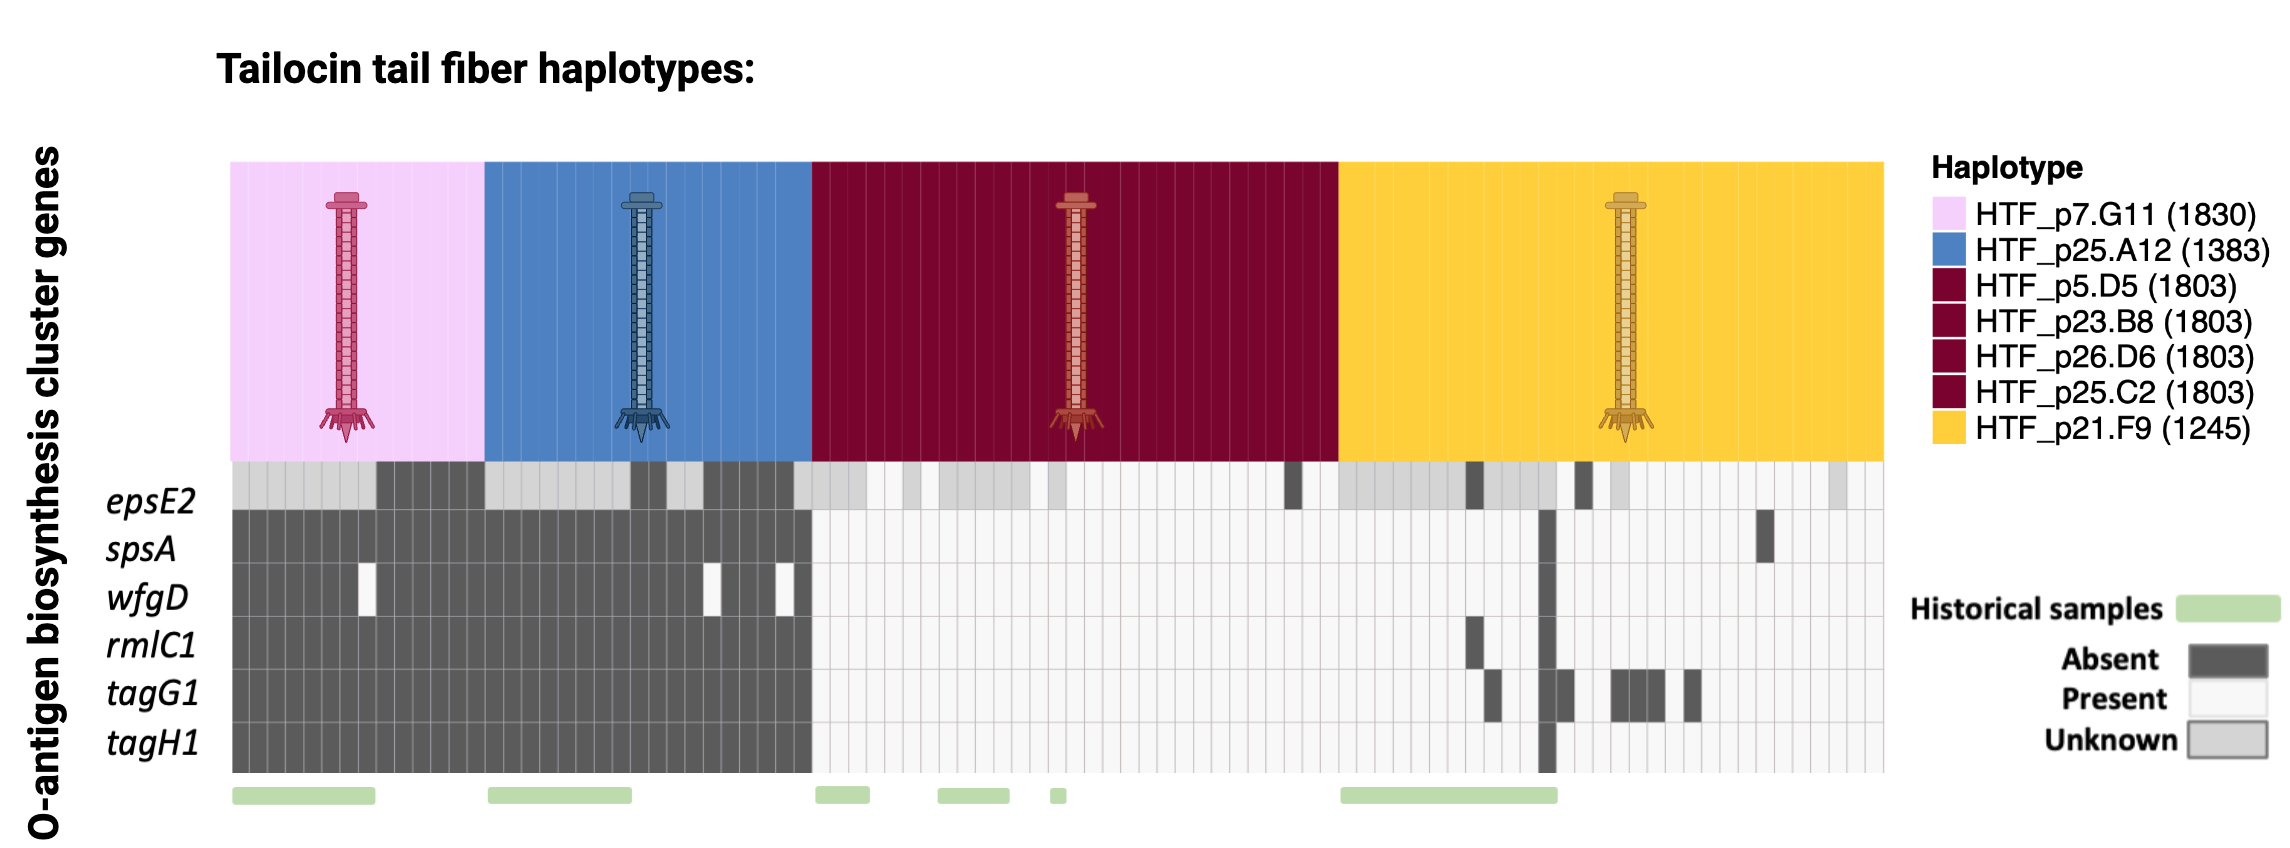 Tailocin tail fiber haplotypes:
O-antigen biosynthesis cluster genes
epsE2
spsA
wfgD
rmlC1
tagG1
tagH1
Haplotype
HTF_p7.G11 (1830)
HTF_p25.A12 (1383)
HTF_p5.D5 (1803)
HTF_p23.B8 (1803)
HTF_p26.D6 (1803)
HTF_p25.C2 (1803)
HTF_p21.F9 (1245)
Historical samples
Absent
Present
Unknown